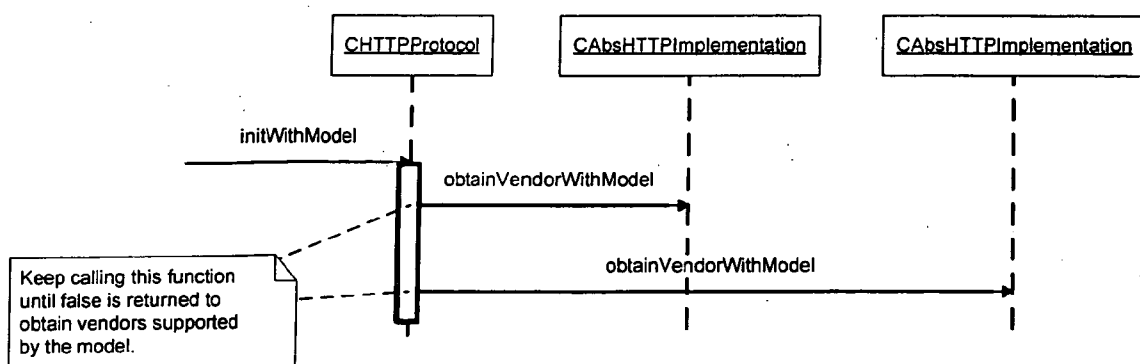 CHTTPProtocol
CAbsHTTPImplementation
CAbsHTTPImplementation
initWithModel
obtainVendorWithModel
obtainVendorWithModel
Keep calling this function
until false is returned to
obtain vendors supported
by the model.